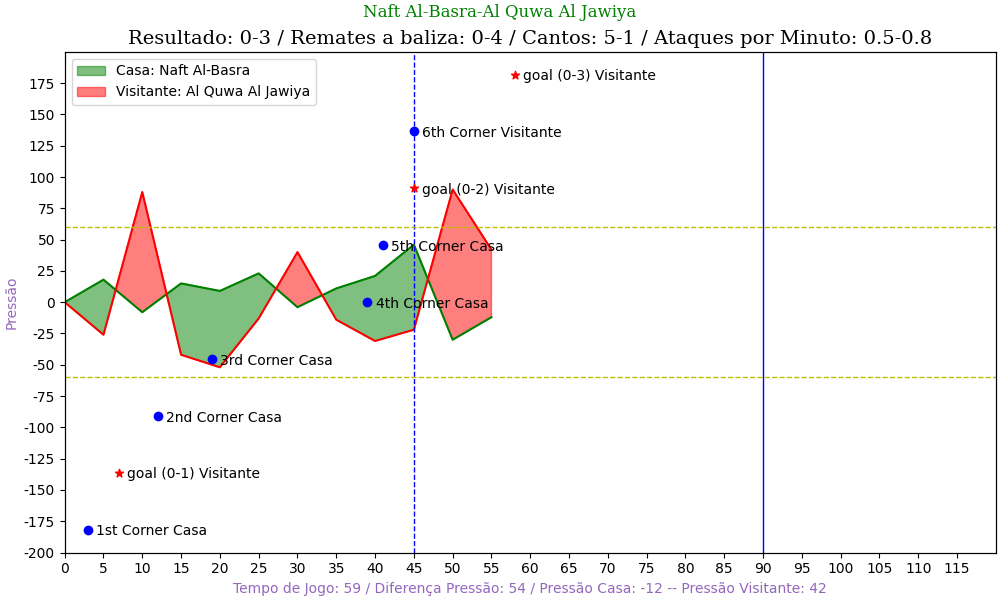 Naft Al-Basra-Al Quwa Al Jawiya
Resultado: 0-3 / Remates a baliza: 0-4 / Cantos: 5-1 / Ataques por Minuto: 0.5-0.8
Casa: Naft Al-Basra
Visitante: Al Quwa Al Jawiya
goal (0-3) Visitante
6th Corner Visitante
goal (0-2) Visitante
5th Corner Casa
4th Corner Casa
3rd Corner Casa
2nd Corner Casa
goal (0-1) Visitante
1st Corner Casa
Pressão
175
150
125
100
75
50
25
0
-25
-50
-75
-100
-125
-150
-175
-200
0 5 10 15 20 25 30 35 40 45 50 55 60 65 70 75 80 85 90 95 100 105 110 115
Tempo de Jogo: 59 / Diferença Pressão: 54 / Pressão Casa: -12 -- Pressão Visitante: 42